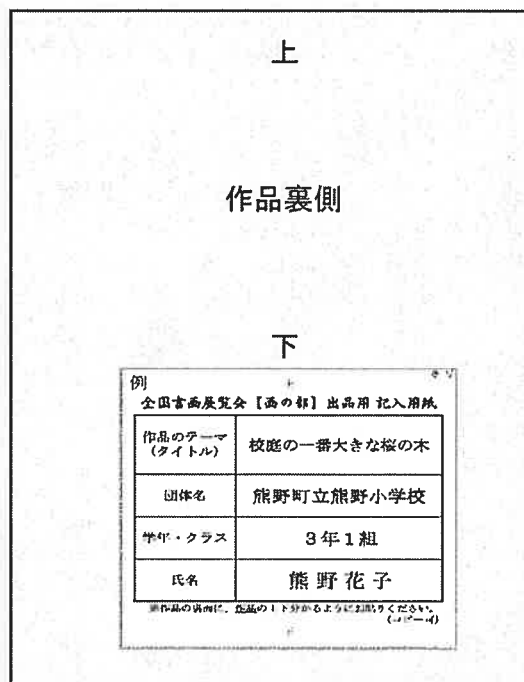 上
作品裏側
下
例
全国書画展覧会【画の部】出品用 記入用紙
作品のテーマ
(タイトル)
校庭の一番大きな桜の木
団体名
熊野町立熊野小学校
学年・クラス
3年1組
氏名
熊野花子
※作品の裏面に、作品の上下分かるようにお貼りください。
(コピー可)